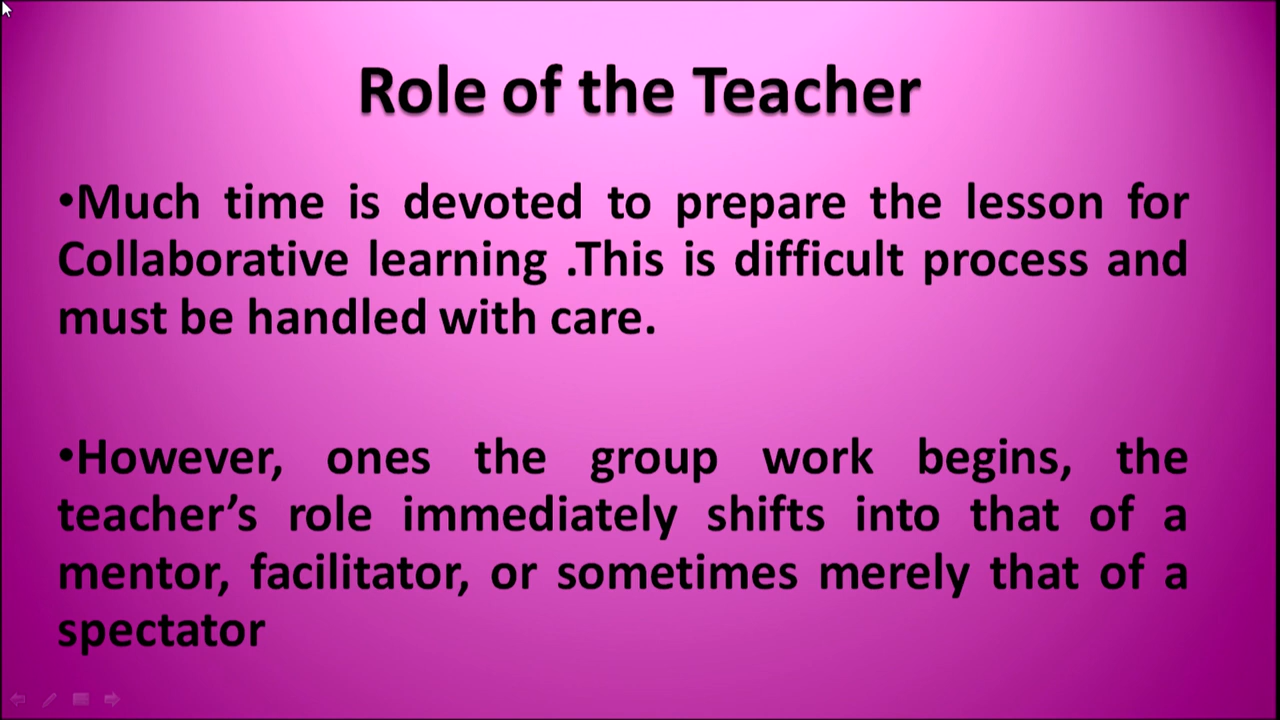 Role of the Teacher
•Much time is devoted to prepare the lesson for
Collaborative learning .This is difficult process and
must be handled with care.
•However, ones the group work begins, the
teacher’s role immediately shifts into that of a
mentor, facilitator, or sometimes merely that of a
spectator